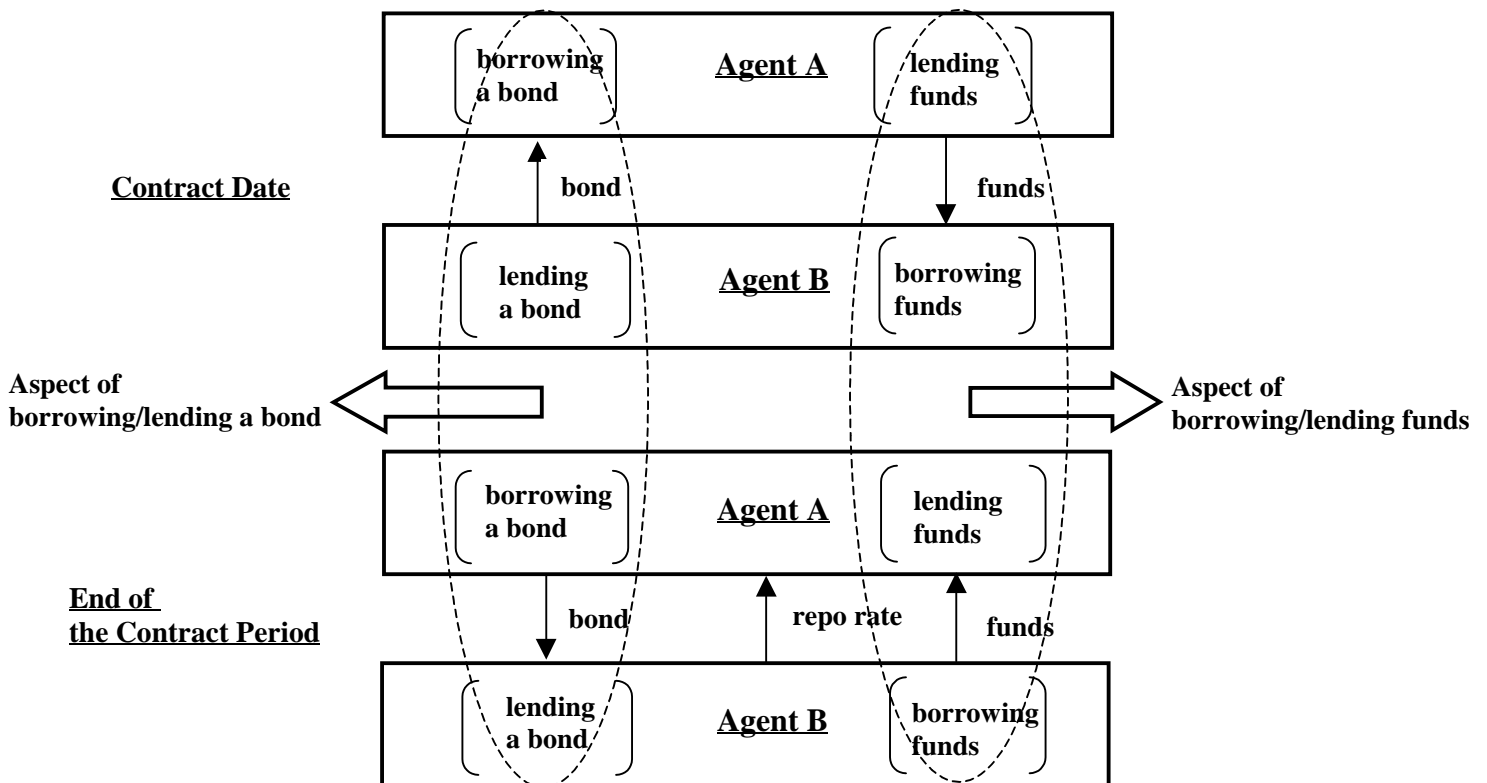 borrowing
a bond
Agent A
lending
funds
Contract Date
bond
funds
lending
a bond
Agent B
borrowing
funds
Aspect of
borrowing/lending a bond
Aspect of
borrowing/lending funds
borrowing
a bond
Agent A
lending
funds
End of
the Contract Period
bond
repo rate
funds
lending
a bond
Agent B
borrowing
funds